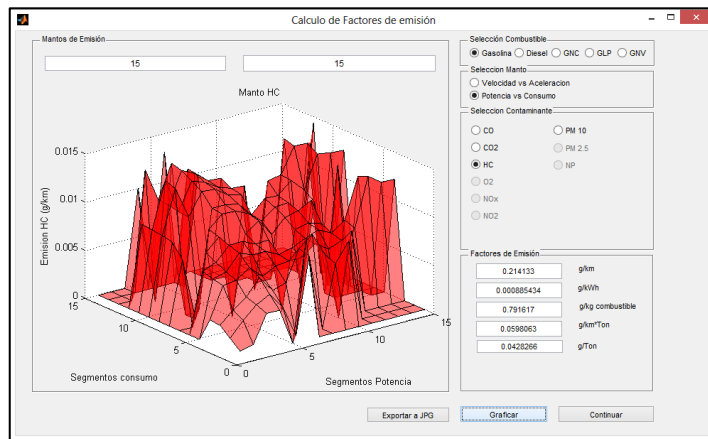 Calculo de Factores de emisión
Mantos de Emisión
15 15
Manto HC
0.015
0.01
0.005
0
Emision HC (g/km)
15
10
5
0
Segmentos consumo
0
5
10
15
Segmentos Potencia
Selección Combustible
Gasolina Diesel GNC GLP GNV
Seleccion Manto
Velocidad vs Aceleracion
Potencia vs Consumo
Seleccion Contaminante
CO PM 10
CO2 PM 2.5
HC NP
O2
NOx
NO2
Factores de Emisión
0.214133 g/km
0.000885434 g/kWh
0.791617 g/kg combustible
0.0598063 g/km*Ton
0.0428266 g/Ton
Exportar a JPG Graficar Continuar